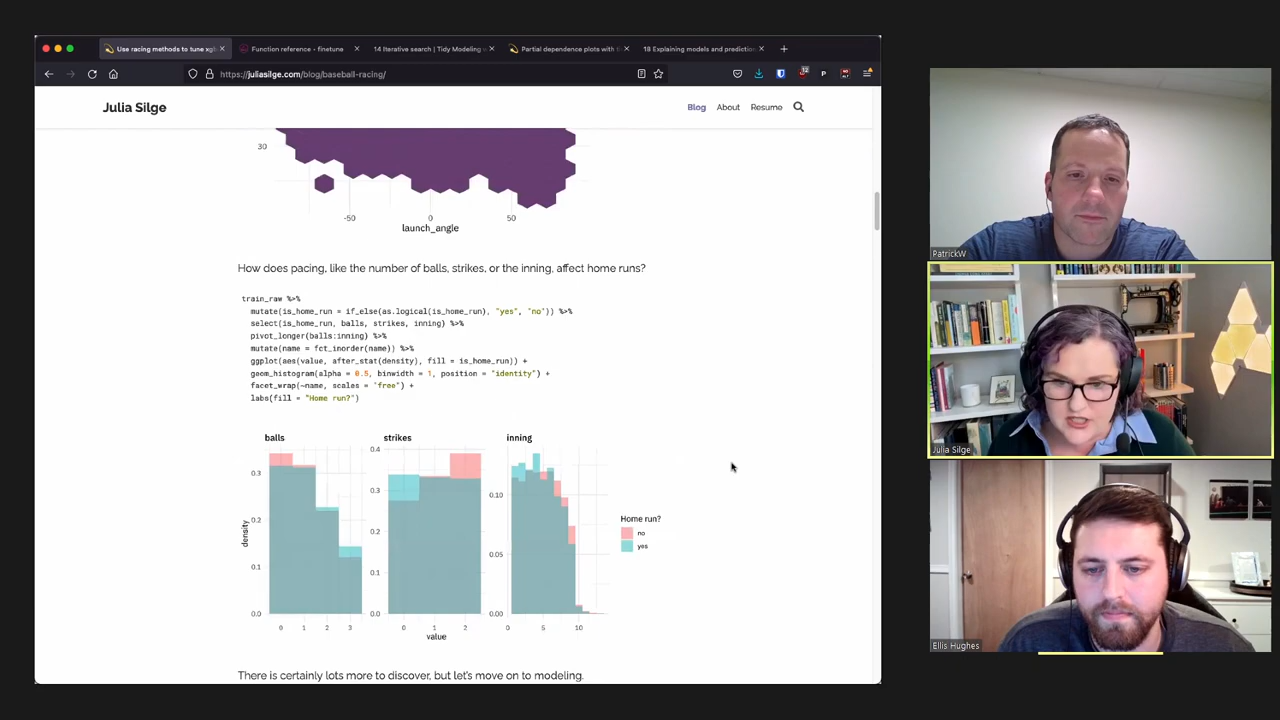 Use racing methods to tune xgb
Function reference - finetune
14 Iterative search | Tidy Modeling w
Partial dependence plots with t
18 Explaining models and prediction
https://juliasilge.com/blog/baseball-racing/
12
P
Julia Silge
Blog
About
Resume
30
-50
0
50
launch_angle
How does pacing, like the number of balls, strikes, or the inning, affect home runs?
train_raw %>%
mutate(is_home_run = if_else(as.logical(is_home_run), "yes", "no")) %>%
select(is_home_run, balls, strikes, inning) %>%
pivot_longer(balls:inning) %>%
mutate(name = fct_inorder(name)) %>%
ggplot(aes(value, after_stat(density), fill = is_home_run)) +
geom_histogram(alpha = 0.5, binwidth = 1, position = "identity") +
facet_wrap(~name, scales = "free") +
labs(fill = "Home run?")
balls
strikes
inning
0.3
0.2
0.1
0.0
0.4
0.3
0.2
0.1
0.0
0.10
0.05
0.00
density
0 1 2 3
0 1 2
0 5 10
value
Home run?
no
yes
There is certainly lots more to discover, but let's move on to modeling.
PatrickW
Julia Silge
Ellis Hughes